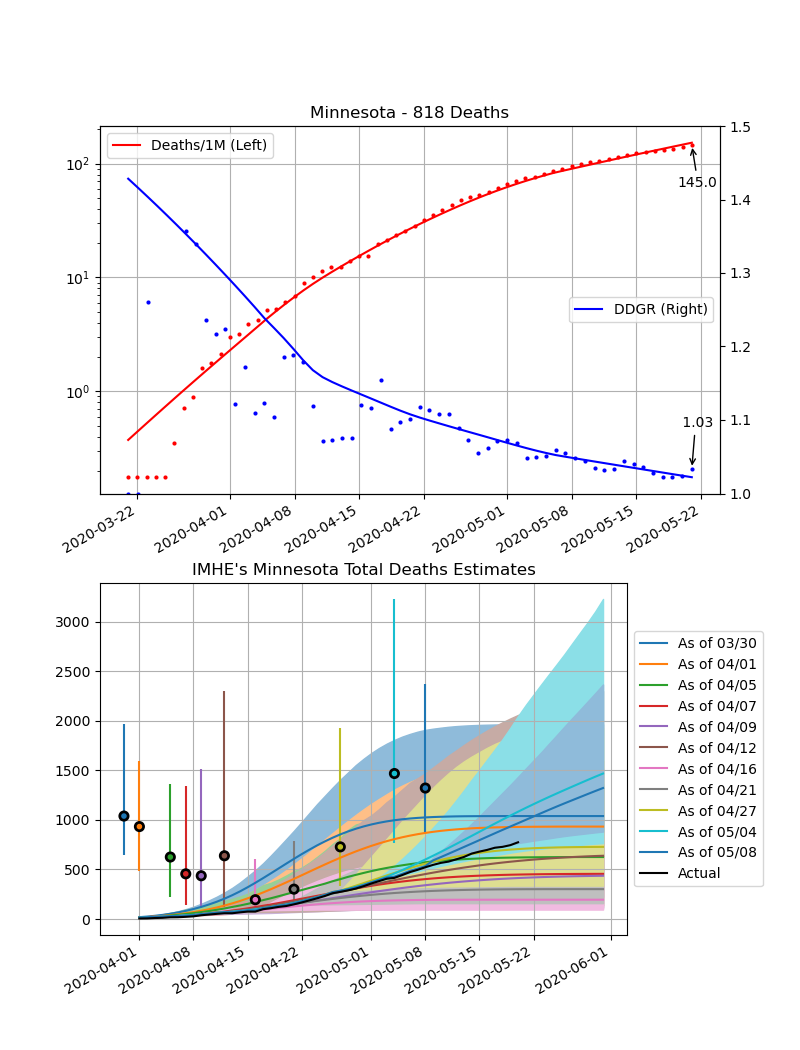 Minnesota - 818 Deaths
Deaths/1M (Left)
DDGR (Right)
145.0
1.03
10²
10¹
10⁰
1.5
1.4
1.3
1.2
1.1
1.0
2020-03-22
2020-04-01
2020-04-08
2020-04-15
2020-04-22
2020-05-01
2020-05-08
2020-05-15
2020-05-22
IMHE's Minnesota Total Deaths Estimates
3000
2500
2000
1500
1000
500
0
2020-04-01
2020-04-08
2020-04-15
2020-04-22
2020-05-01
2020-05-08
2020-05-15
2020-05-22
2020-06-01
As of 03/30
As of 04/01
As of 04/05
As of 04/07
As of 04/09
As of 04/12
As of 04/16
As of 04/21
As of 04/27
As of 05/04
As of 05/08
Actual